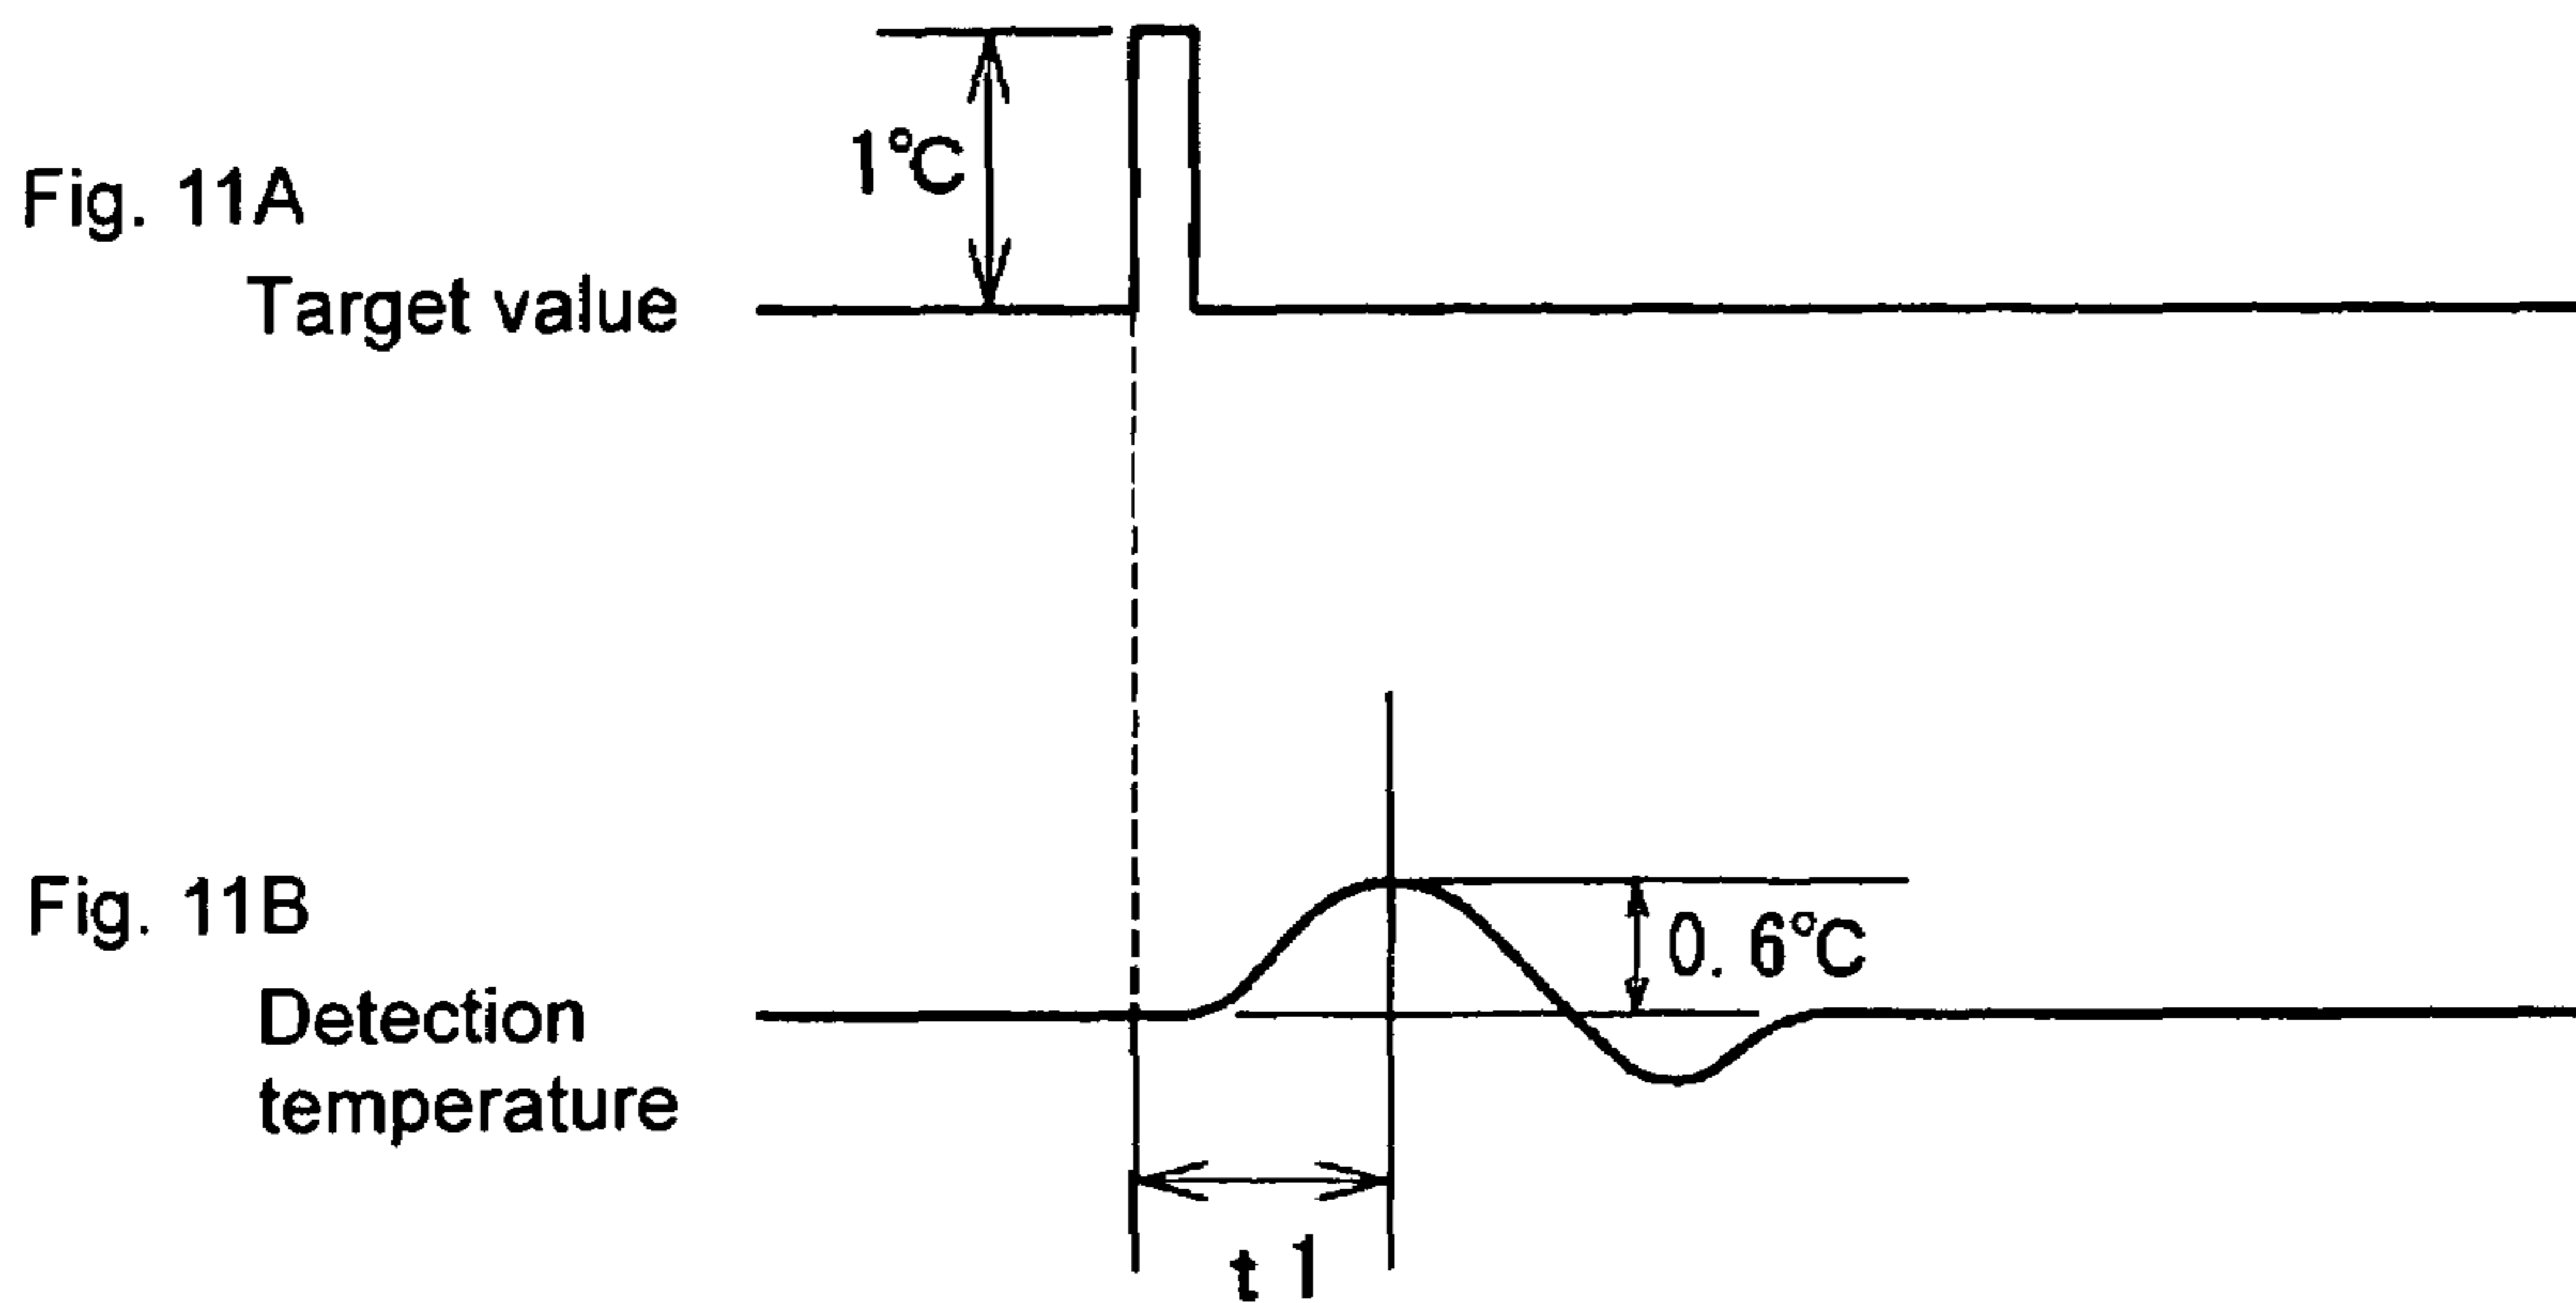 1℃
Fig. 11A
Target value
Fig. 11B
0. 6℃
Detection
temperature
t 1